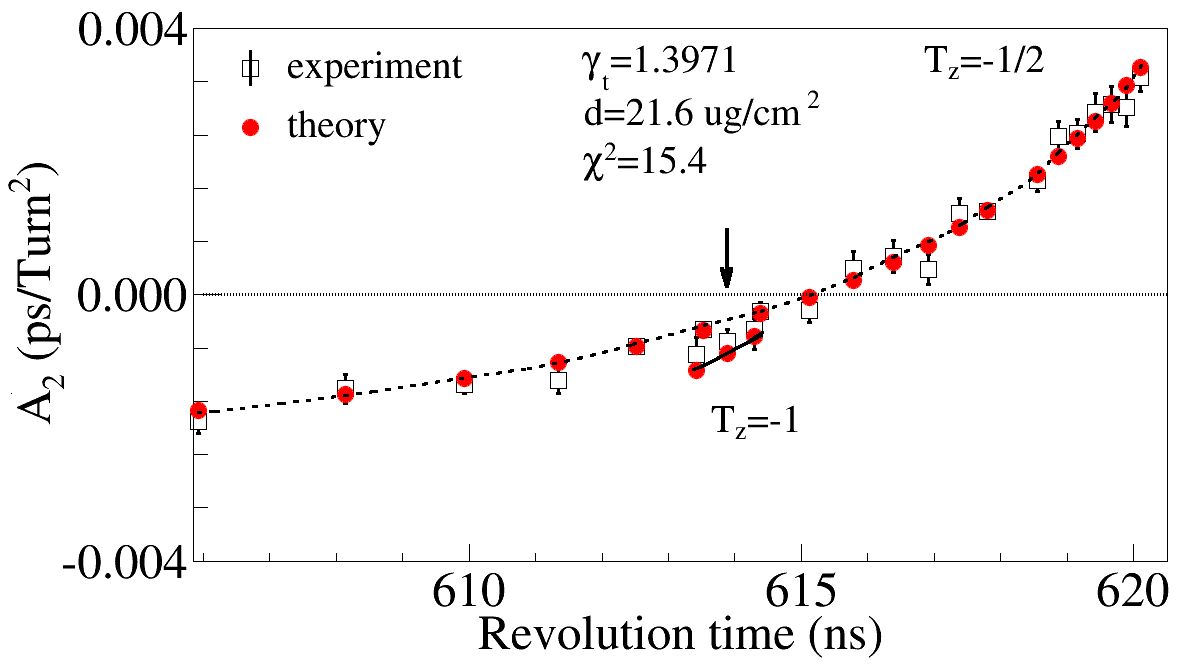 0.004
experiment
theory
γt=1.3971
d=21.6 ug/cm2
χ2=15.4
Tz=-1/2
A2 (ps/Turn2)
0.000
Tz=-1
-0.004
610
615
620
Revolution time (ns)